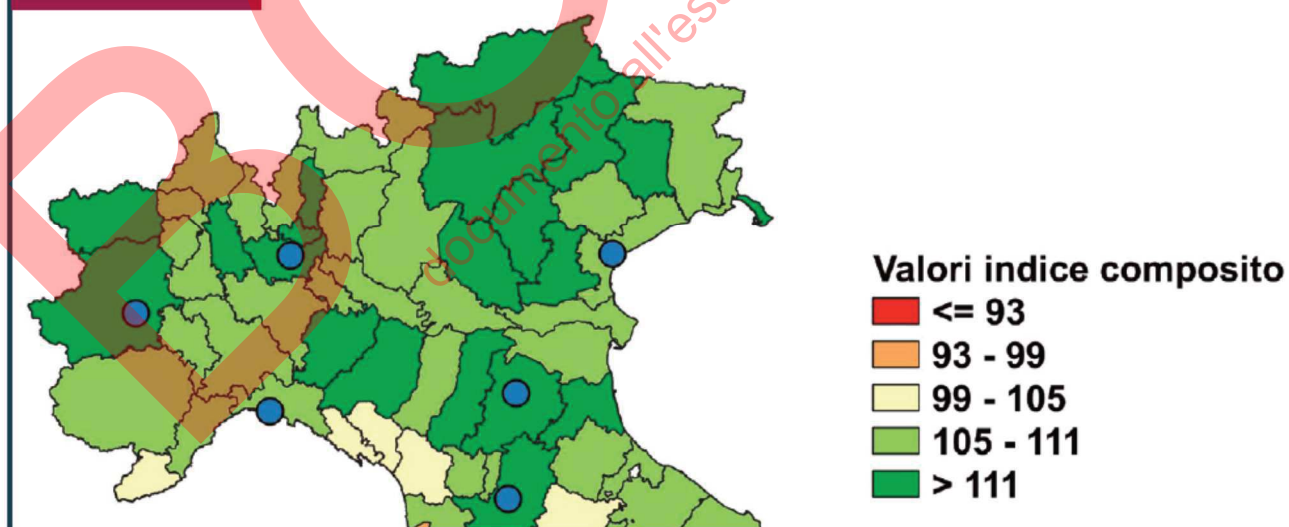 documento all'esa
Valori indice composito
<= 93
93 - 99
99 - 105
105 - 111
> 111